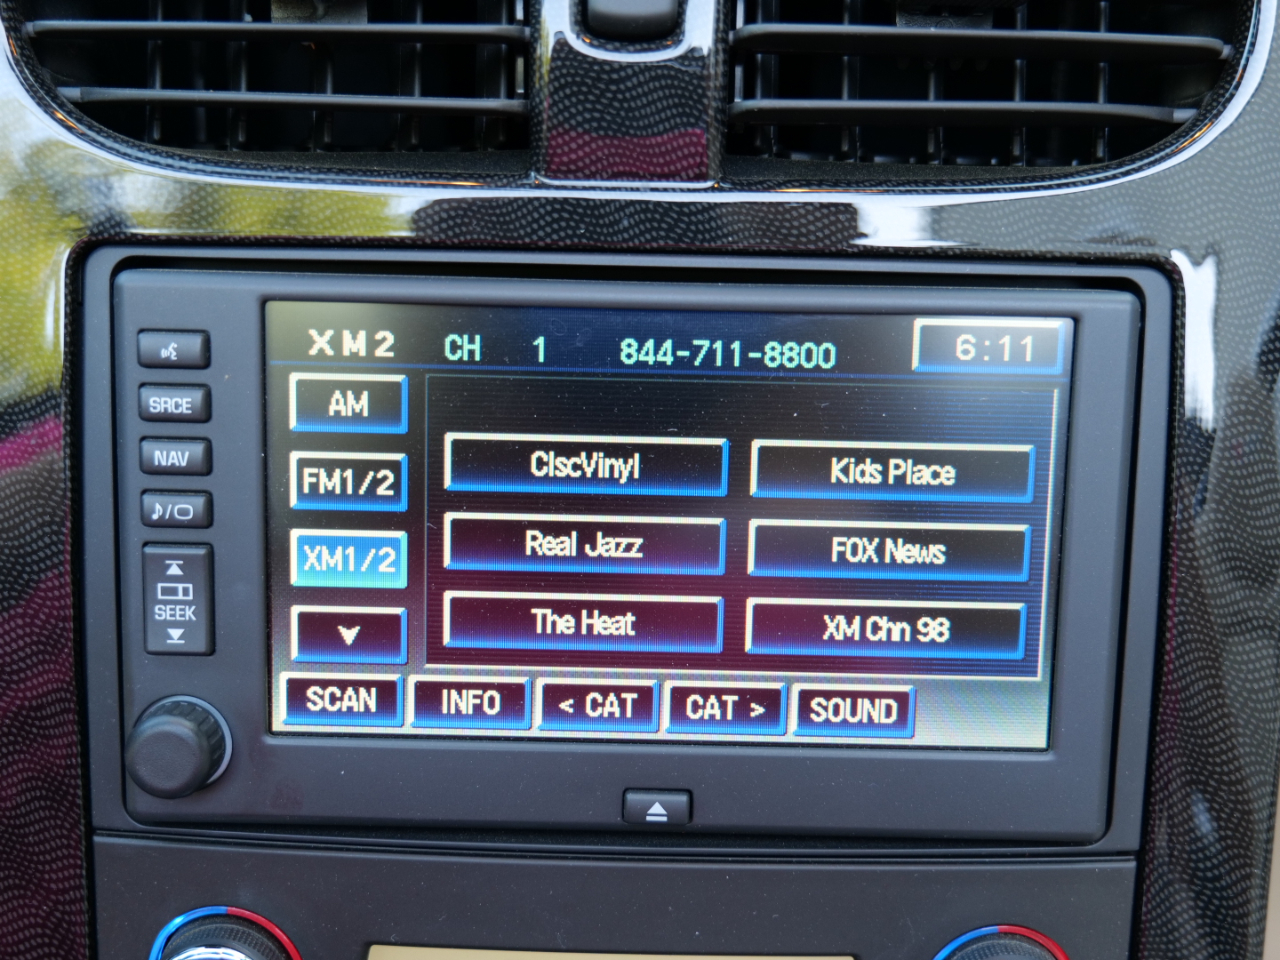 XM2 CH 1 844-711-8800 6:11
SRCE
NAV
SEEK
AM
FM1/2
XM1/2
ClscVinyl Kids Place
Real Jazz FOX News
The Heat XM Chn 98
SCAN INFO < CAT CAT > SOUND